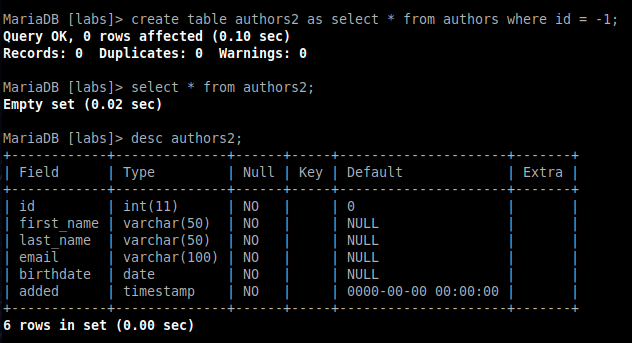 MariaDB [labs]> create table authors2 as select * from authors where id = -1;
Query OK, 0 rows affected (0.10 sec)
Records: 0  Duplicates: 0  Warnings: 0

MariaDB [labs]> select * from authors2;
Empty set (0.02 sec)

MariaDB [labs]> desc authors2;
+------------+--------------+------+-----+---------------------+-------+
| Field      | Type         | Null | Key | Default             | Extra |
+------------+--------------+------+-----+---------------------+-------+
| id         | int(11)      | NO   |     | 0                   |       |
| first_name | varchar(50)  | NO   |     | NULL                |       |
| last_name  | varchar(50)  | NO   |     | NULL                |       |
| email      | varchar(100) | NO   |     | NULL                |       |
| birthdate  | date         | NO   |     | NULL                |       |
| added      | timestamp    | NO   |     | 0000-00-00 00:00:00 |       |
+------------+--------------+------+-----+---------------------+-------+
6 rows in set (0.00 sec)